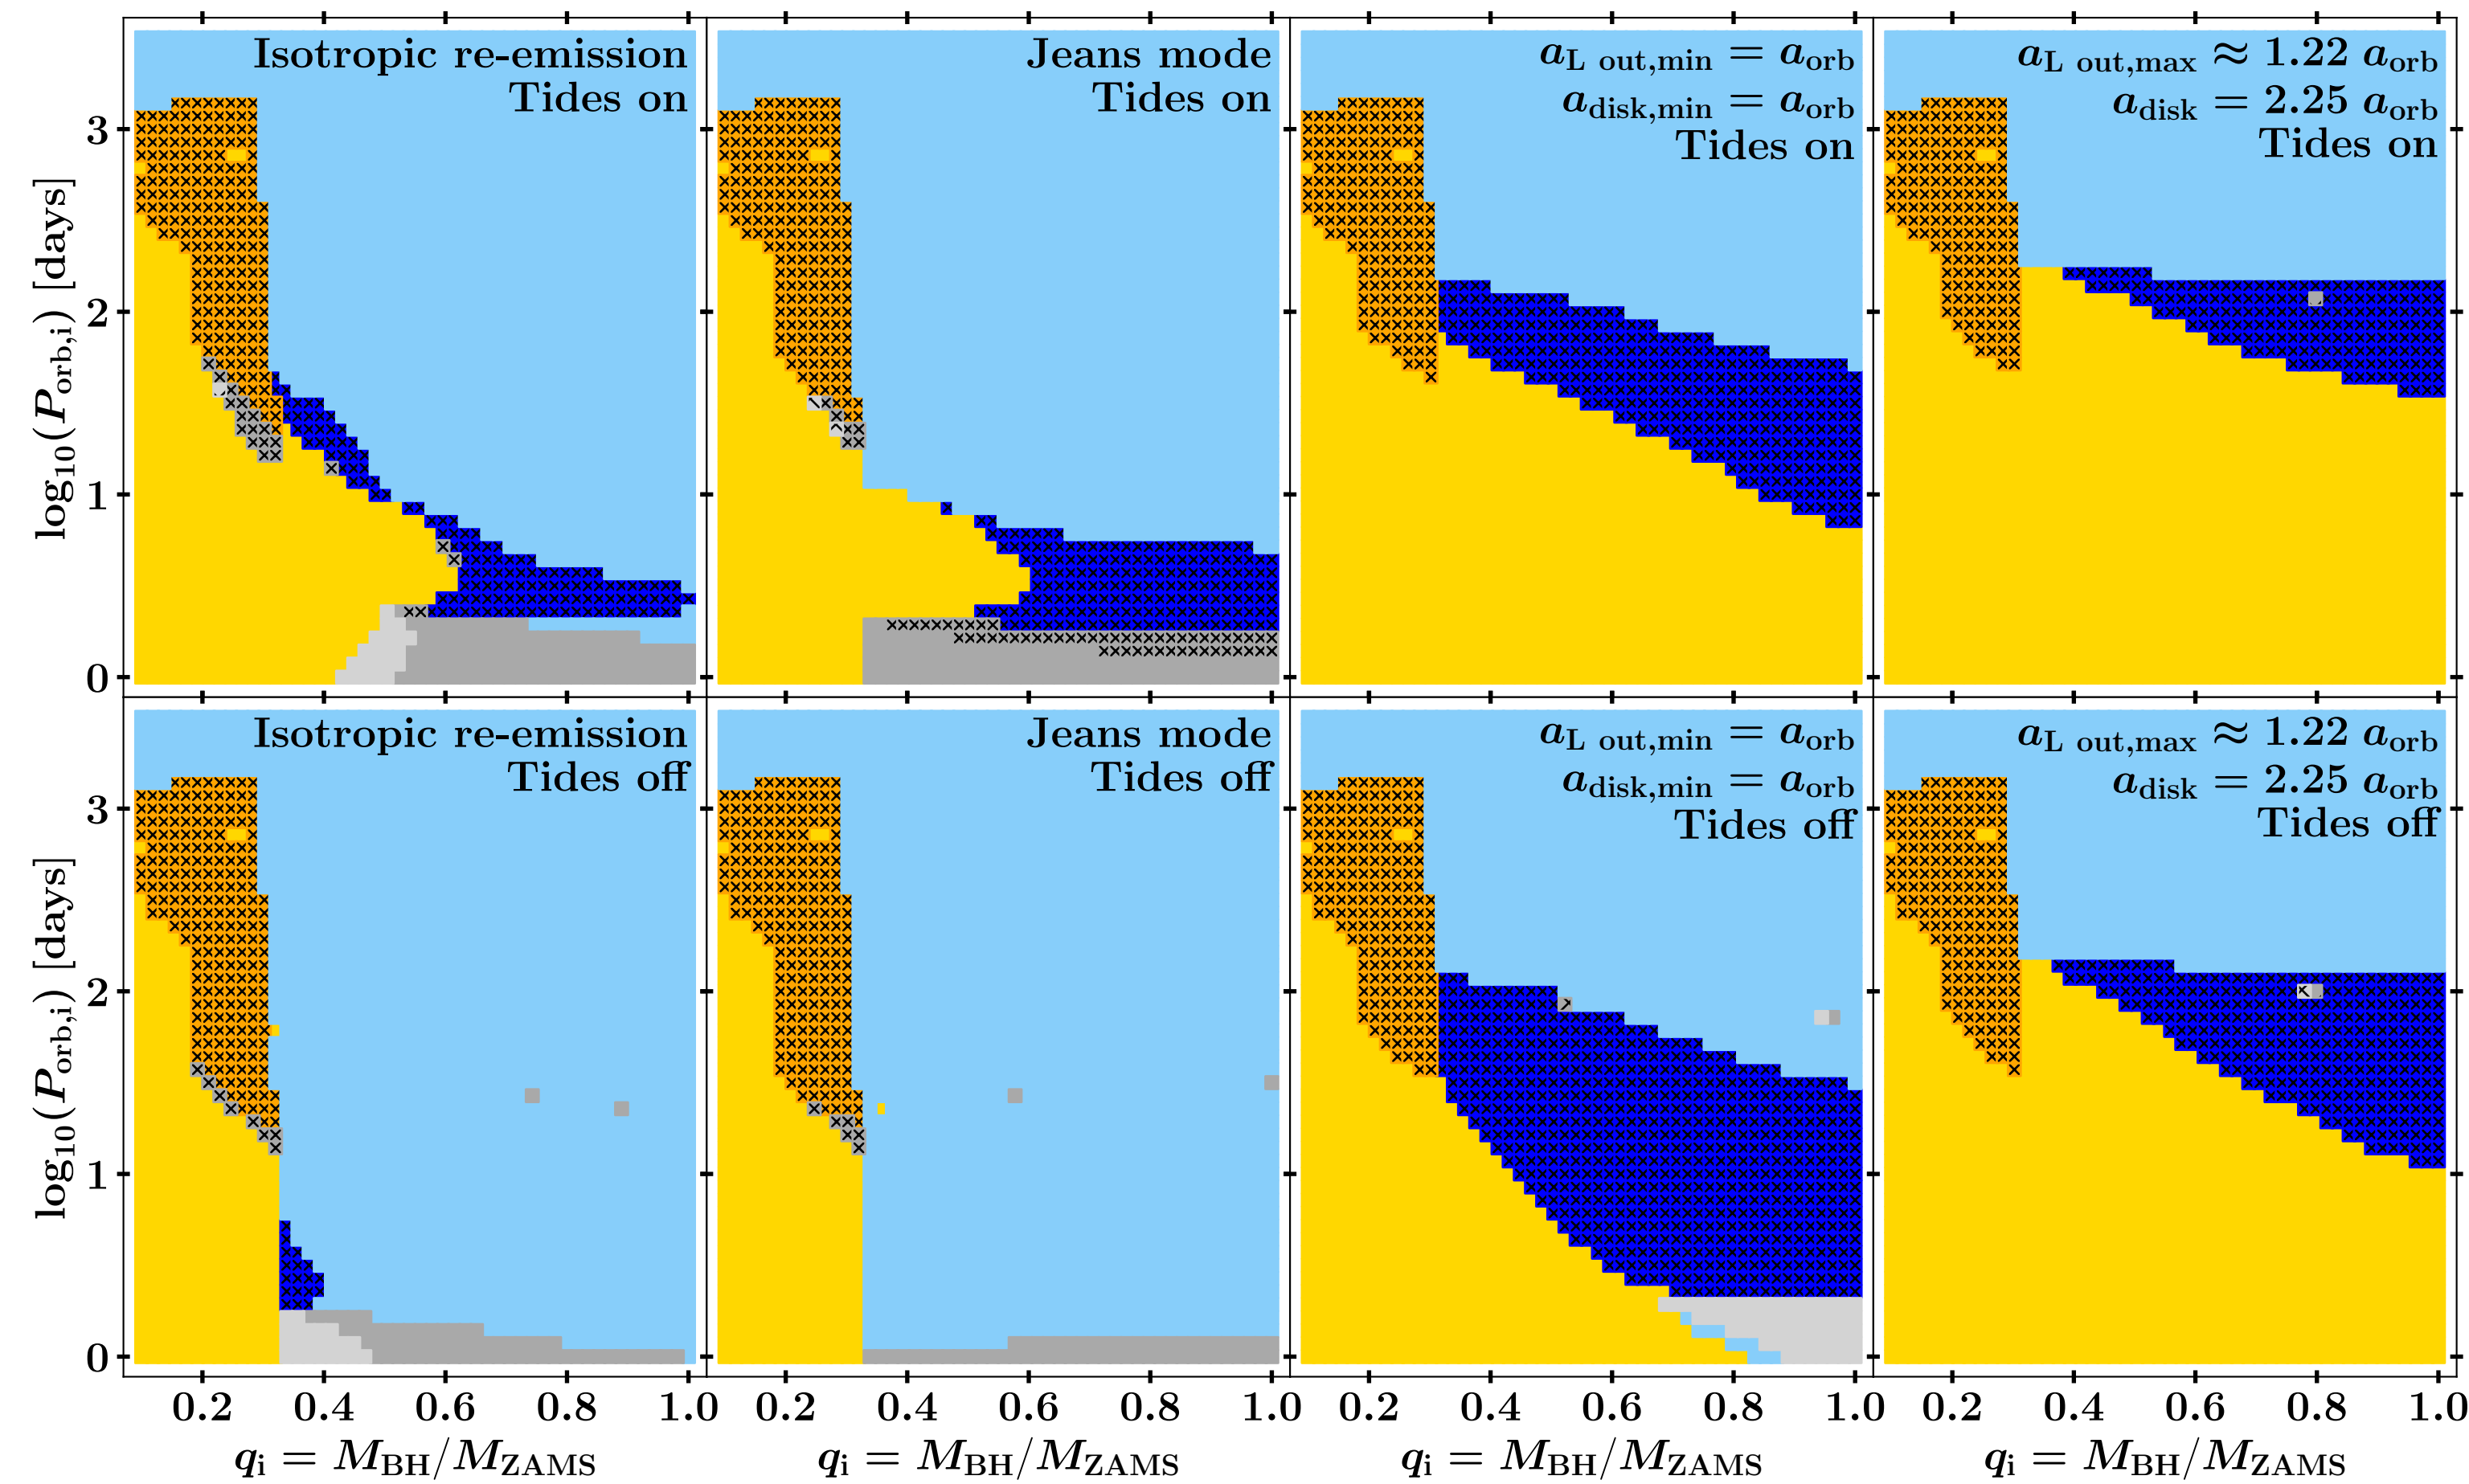 Isotropic re-emission
Tides on
Jeans mode
Tides on
a_L out,min = a_orb
a_disk,min = a_orb
Tides on
a_L out,max ≈ 1.22 a_orb
a_disk = 2.25 a_orb
Tides on
log₁₀(P_orb,i) [days]
3
2
1
0
Isotropic re-emission
Tides off
Jeans mode
Tides off
a_L out,min = a_orb
a_disk,min = a_orb
Tides off
a_L out,max ≈ 1.22 a_orb
a_disk = 2.25 a_orb
Tides off
log₁₀(P_orb,i) [days]
3
2
1
0
0.2 0.4 0.6 0.8 1.0 0.2 0.4 0.6 0.8 1.0 0.2 0.4 0.6 0.8 1.0 0.2 0.4 0.6 0.8 1.0
q_i = M_BH/M_ZAMS q_i = M_BH/M_ZAMS q_i = M_BH/M_ZAMS q_i = M_BH/M_ZAMS